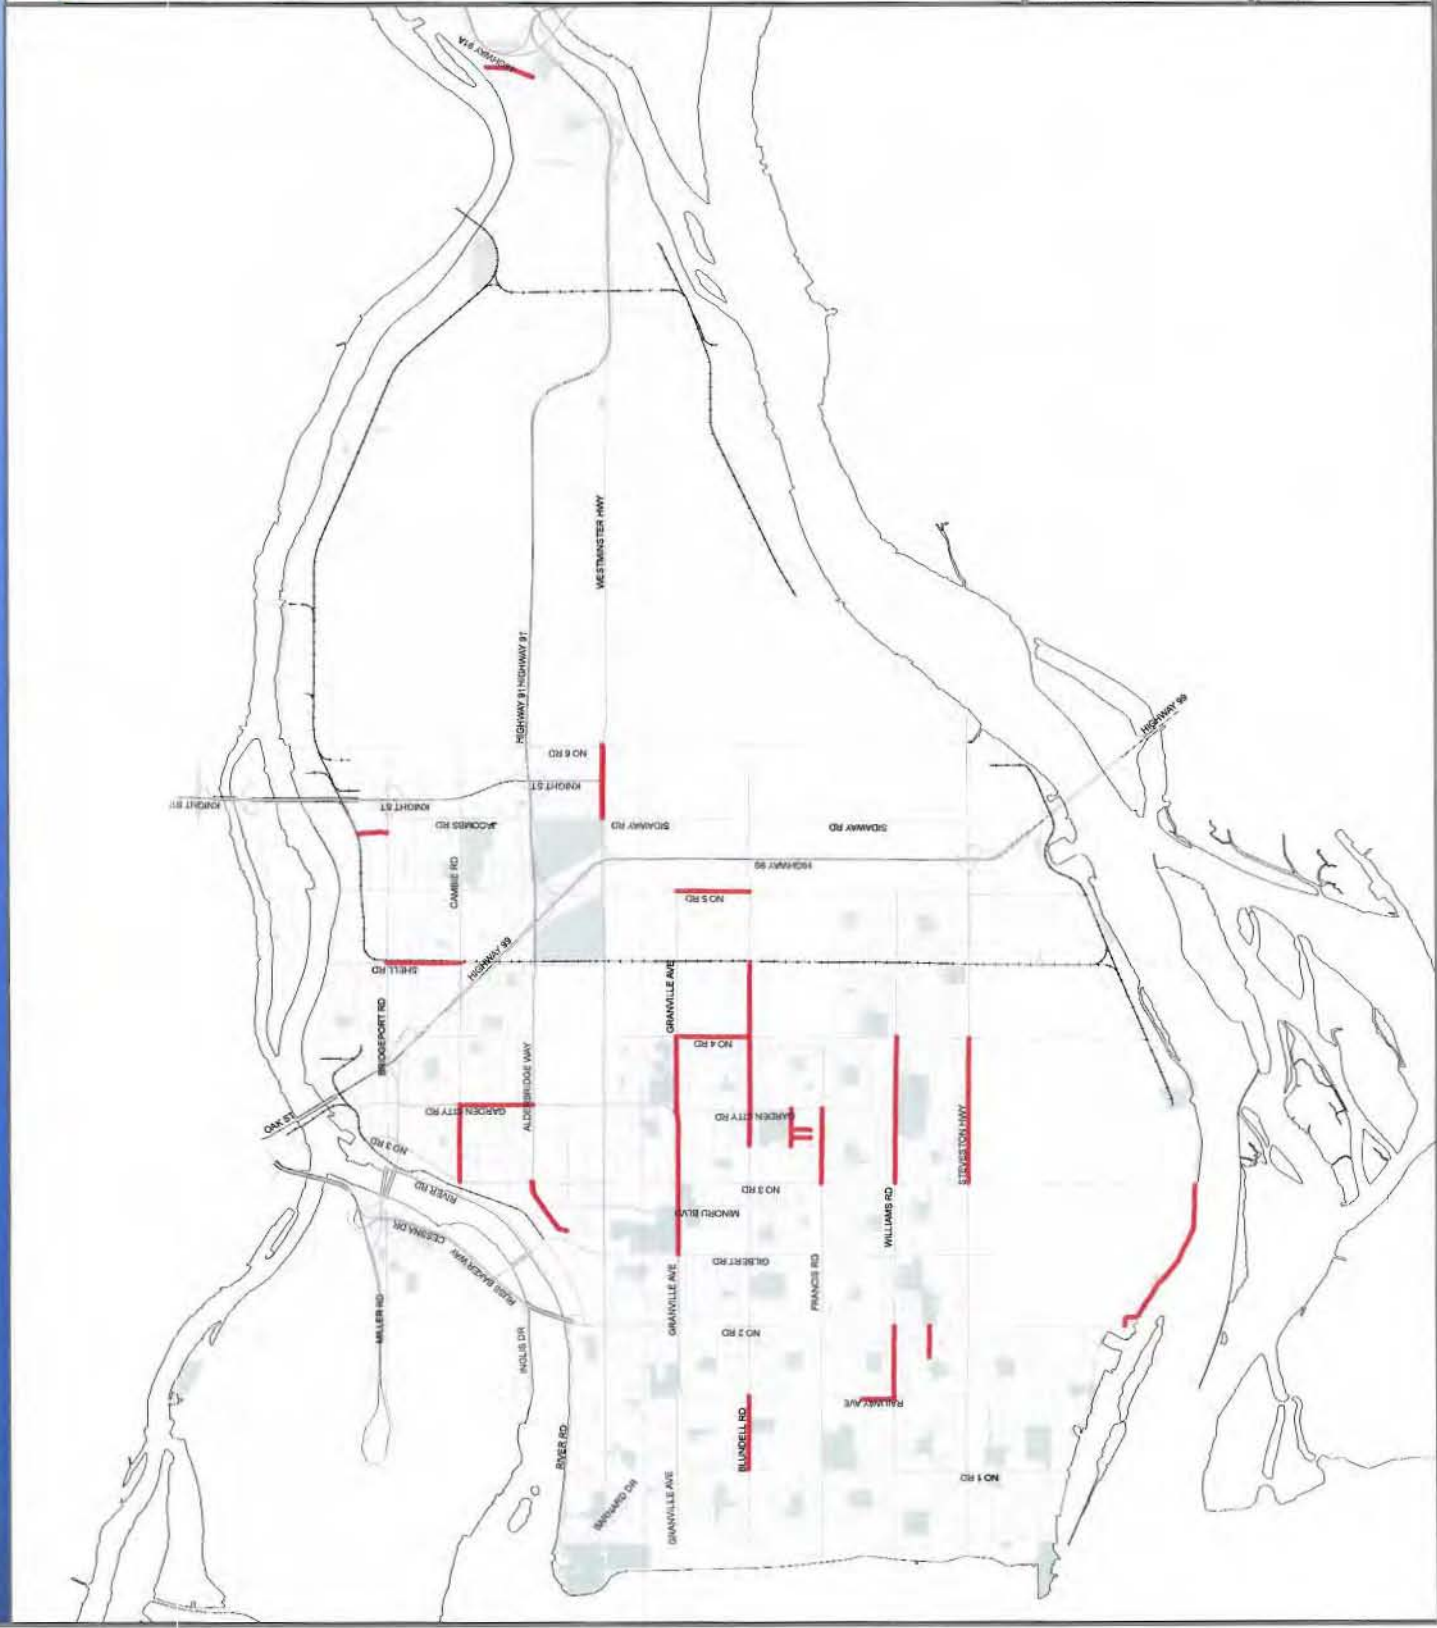 HIGHWAY 91A
WESTMINSTER HWY
HIGHWAY 91
HIGHWAY 91
HIGHWAY 99
NO 6 RD
KNIGHT ST
KNIGHT ST
KNIGHT ST
JACOMBS RD
SIDAWAY RD
SIDAWAY RD
CAMBIE RD
HIGHWAY 99
NO 5 RD
HIGHWAY 99
SHELL RD
BRIDGEPORT RD
GRANVILLE AVE
NO 4 RD
ALDERBRIDGE WAY
OAK ST
GARDEN CITY RD
GARDEN CITY RD
GARDEN CITY RD
STEVESTON HWY
NO 3 RD
RIVER RD
NO 3 RD
WILLIAMS RD
MINORU BLVD
CESSNA DR
RUSS BAKER WAY
GILBERT RD
FRANCIS RD
MILLER RD
INGLIS DR
GRANVILLE AVE
NO 2 RD
RAILWAY AVE
BLUNDELL RD
RIVER RD
NO 1 RD
BARNARD DR
GRANVILLE AVE